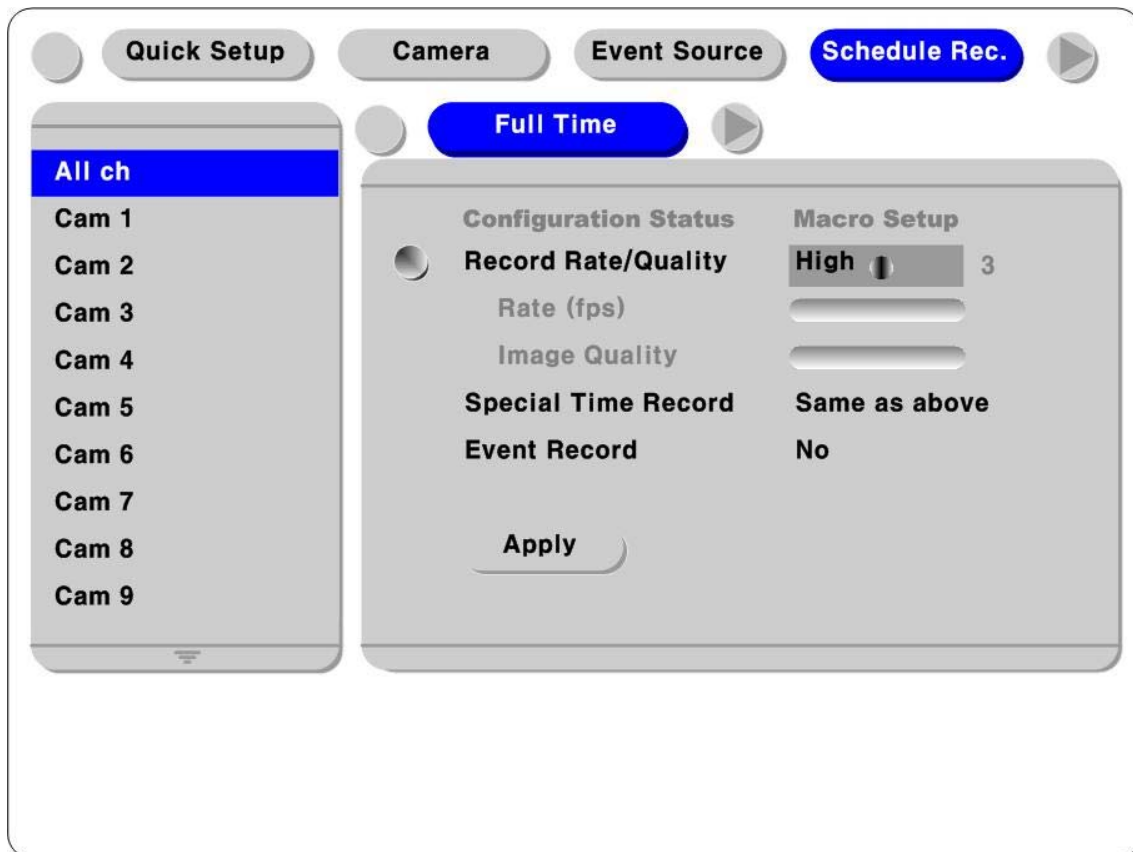 Quick Setup Camera Event Source Schedule Rec.
Full Time
All ch
Cam 1
Cam 2
Cam 3
Cam 4
Cam 5
Cam 6
Cam 7
Cam 8
Cam 9
Configuration Status Macro Setup
Record Rate/Quality High 3
Rate (fps)
Image Quality
Special Time Record Same as above
Event Record No
Apply